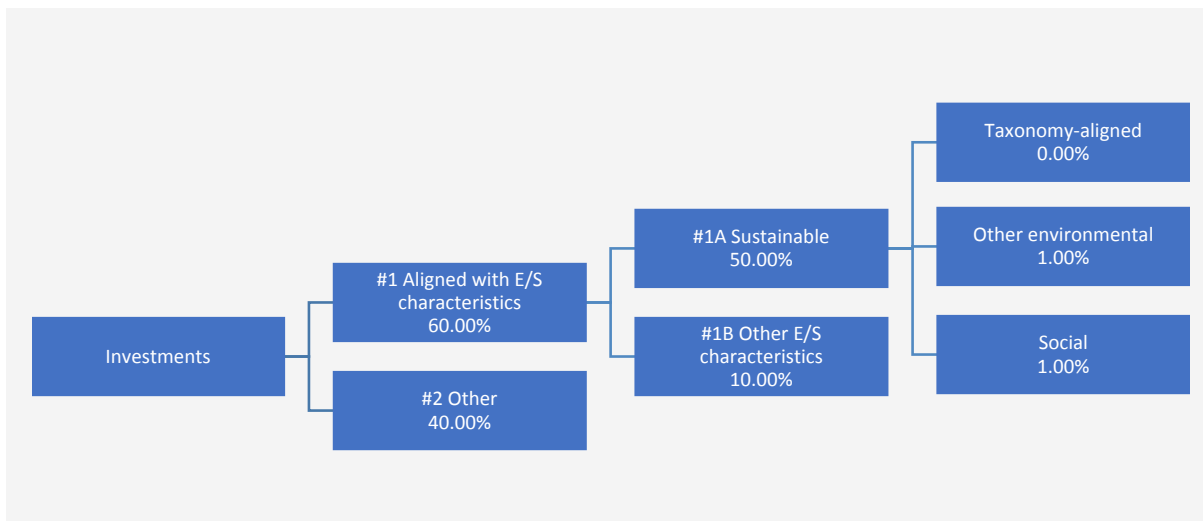 Investments
#1 Aligned with E/S
characteristics
60.00%
#2 Other
40.00%
#1A Sustainable
50.00%
#1B Other E/S
characteristics
10.00%
Taxonomy-aligned
0.00%
Other environmental
1.00%
Social
1.00%